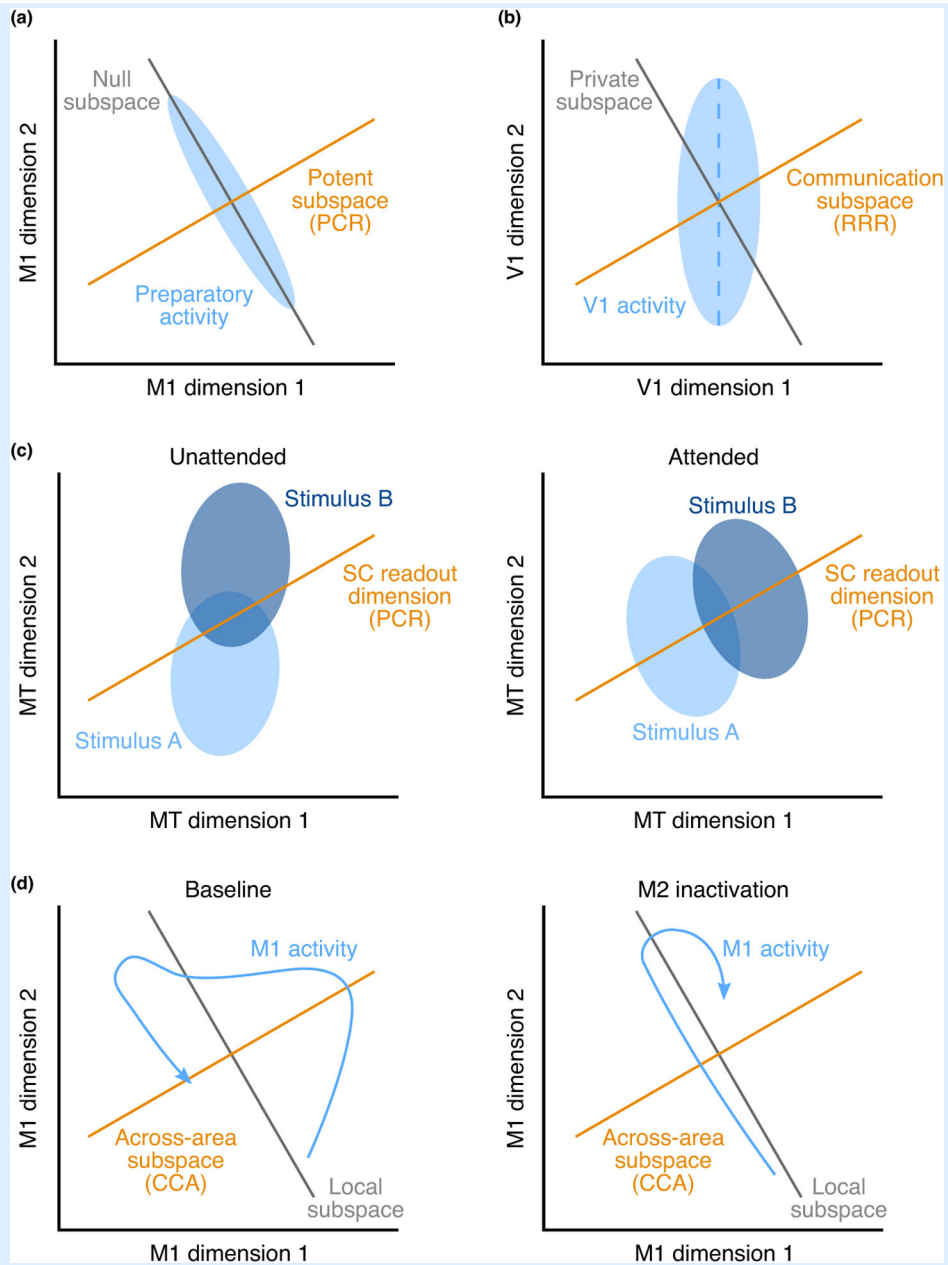 (a)
Null
subspace
Potent
subspace
(PCR)
Preparatory
activity
M1 dimension 2
M1 dimension 1
(b)
Private
subspace
Communication
subspace
(RRR)
V1 activity
V1 dimension 2
V1 dimension 1
(c)
Unattended
Stimulus B
SC readout
dimension
(PCR)
Stimulus A
MT dimension 2
MT dimension 1
Attended
Stimulus B
SC readout
dimension
(PCR)
Stimulus A
MT dimension 2
MT dimension 1
(d)
Baseline
M1 activity
Across-area
subspace
(CCA)
Local
subspace
M1 dimension 2
M1 dimension 1
M2 inactivation
M1 activity
Across-area
subspace
(CCA)
Local
subspace
M1 dimension 2
M1 dimension 1